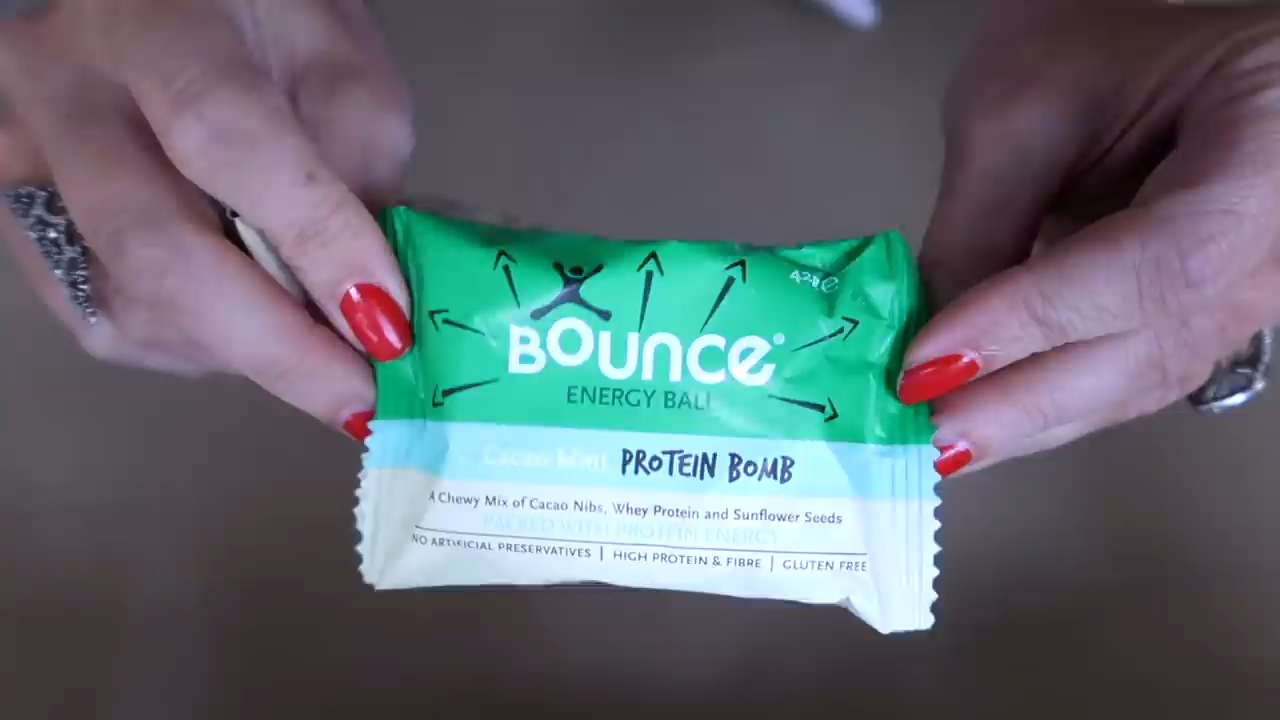 42g e
BOUNCE®
ENERGY BALL
Cacao Mint PROTEIN BOMB
A Chewy Mix of Cacao Nibs, Whey Protein and Sunflower Seeds
PACKED WITH PROTEIN ENERGY
NO ARTIFICIAL PRESERVATIVES | HIGH PROTEIN & FIBRE | GLUTEN FREE